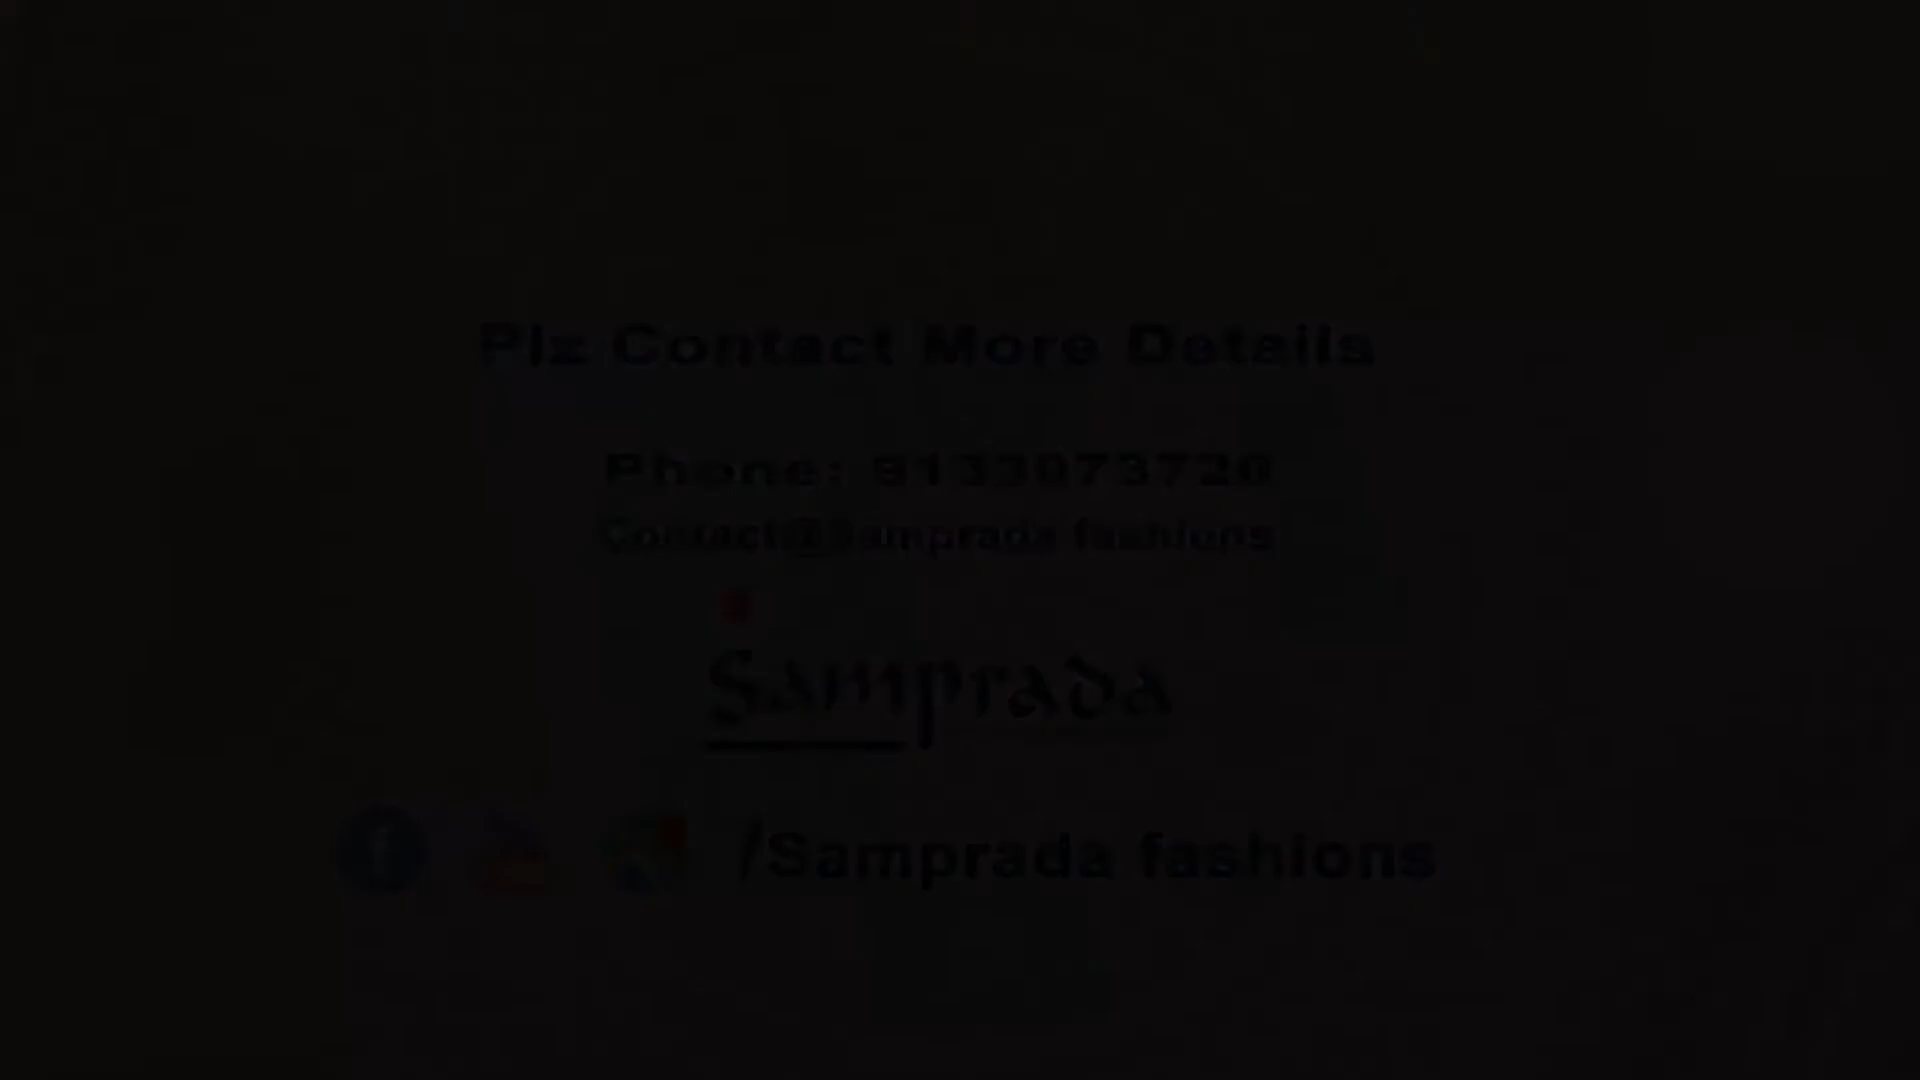 Plz Contact More Details
Phone: 9133073720
Contact@Samprada fashions
Samprada
/Samprada fashions